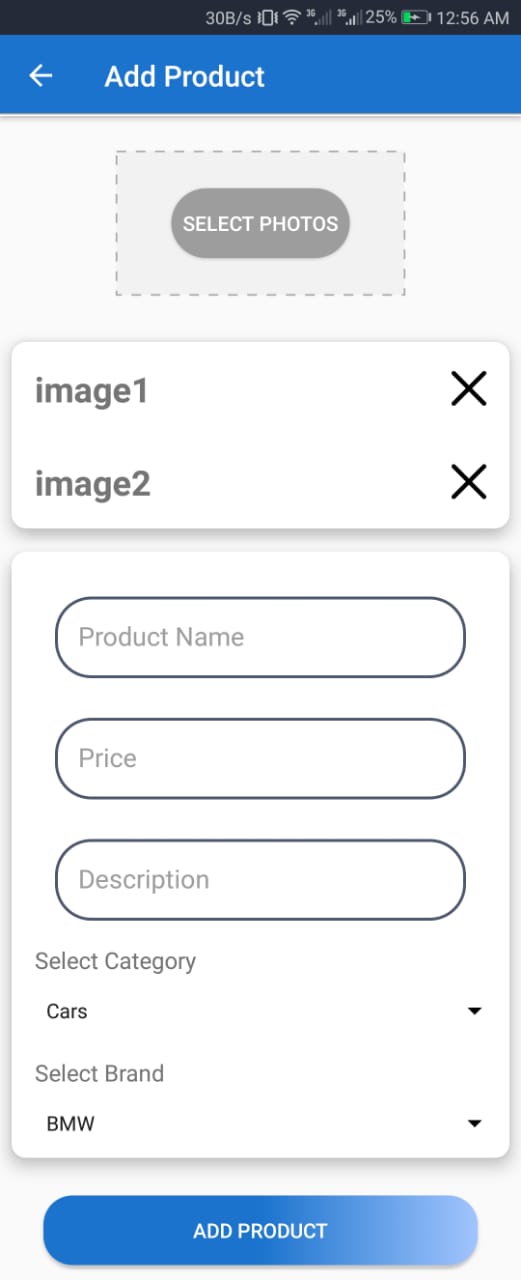 30B/s 3G 3G 25% 12:56 AM
Add Product
SELECT PHOTOS
image1
image2
Product Name
Price
Description
Select Category
Cars
Select Brand
BMW
ADD PRODUCT